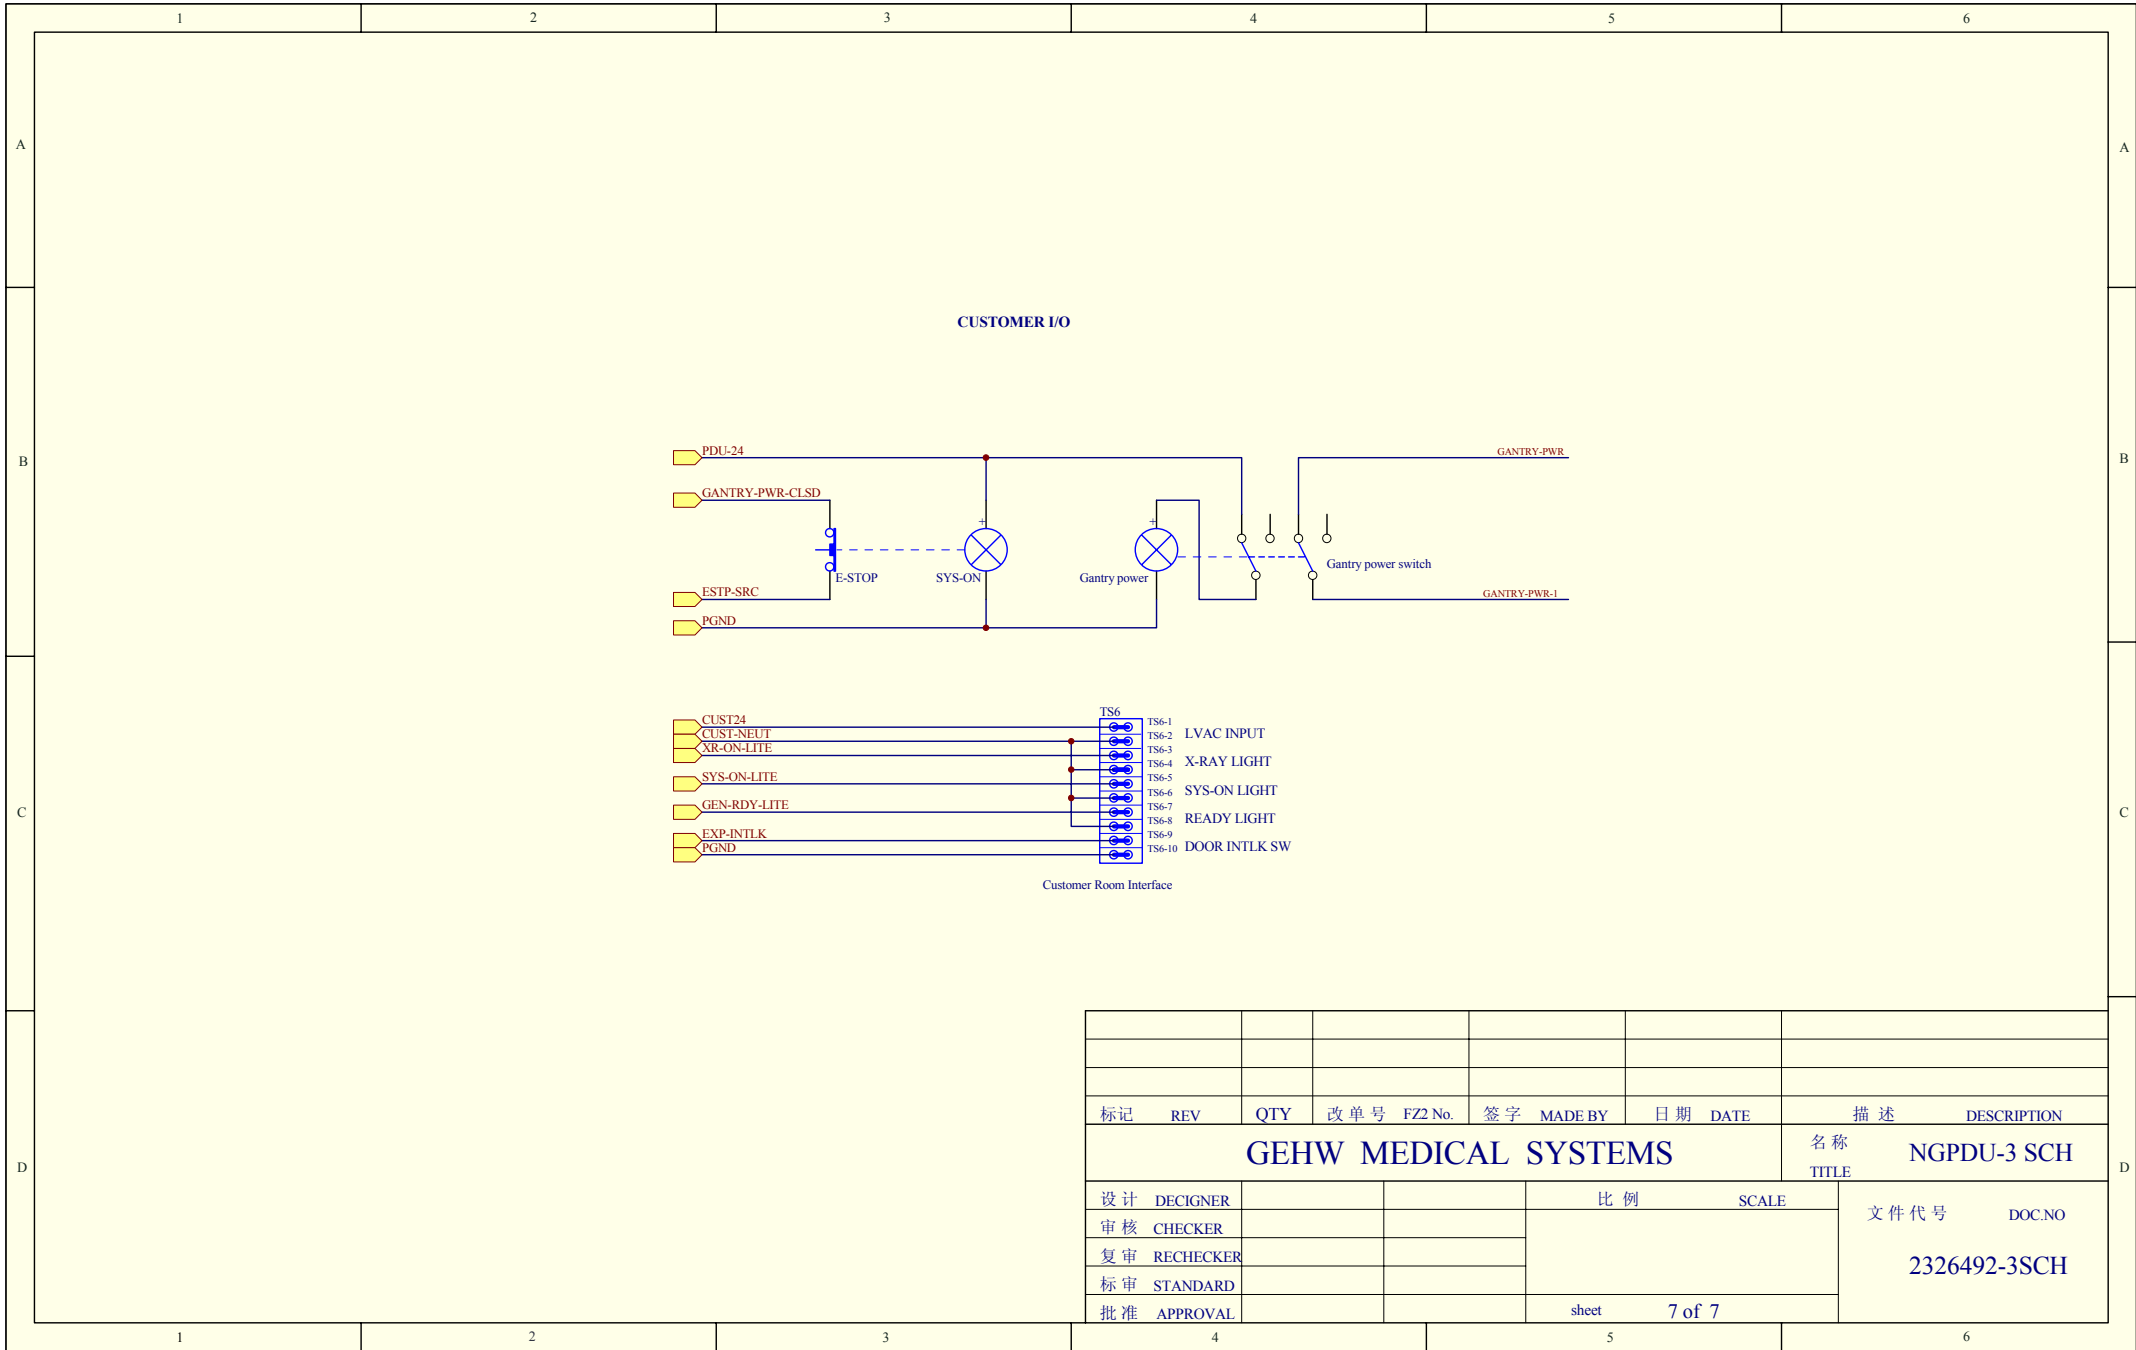 1 2 3 4 5 6
A A
CUSTOMER I/O
B B
PDU-24
GANTRY-PWR
GANTRY-PWR-CLSD
+ +
Gantry power switch
E-STOP SYS-ON Gantry power
ESTP-SRC
GANTRY-PWR-1
PGND
TS6
CUST24 TS6-1
LVAC INPUT
CUST-NEUT TS6-2
XR-ON-LITE TS6-3
X-RAY LIGHT
TS6-4
SYS-ON-LITE TS6-5
SYS-ON LIGHT
TS6-6
GEN-RDY-LITE TS6-7
READY LIGHT
TS6-8
EXP-INTLK TS6-9
DOOR INTLK SW
PGND TS6-10
C C
Customer Room Interface
标记 REV QTY 改单号 FZ2 No. 签字 MADE BY 日期 DATE 描述 DESCRIPTION
GEHW MEDICAL SYSTEMS
名称
TITLE
NGPDU-3 SCH
D D
设计 DECIGNER 比例 SCALE
文件代号 DOC.NO
审核 CHECKER
复审 RECHECKER
2326492-3SCH
标审 STANDARD
批准 APPROVAL sheet 7 of 7
1 2 3 4 5 6